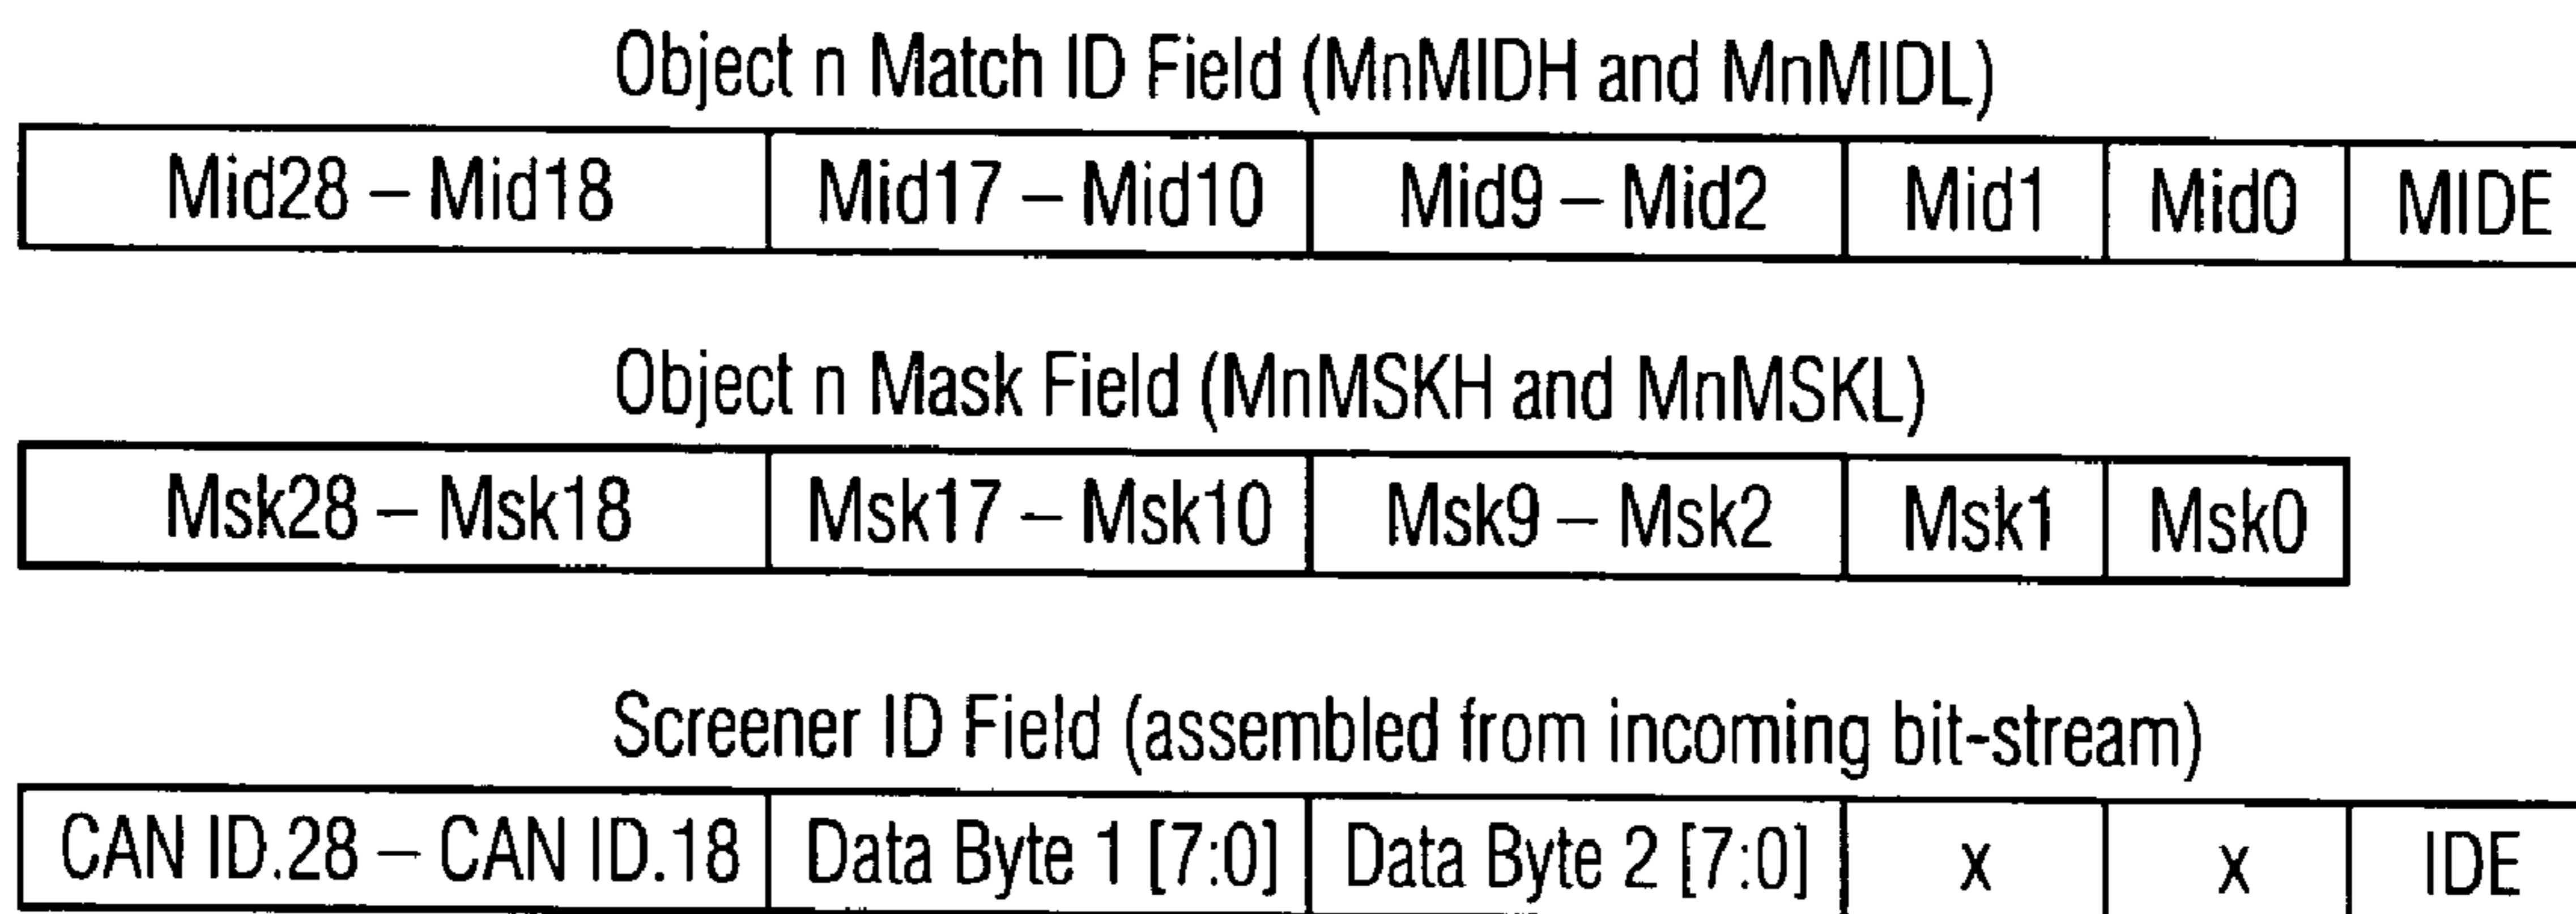 Object n Match ID Field (MnMIDH and MnMIDL)
Mid28 – Mid18 Mid17 – Mid10 Mid9 – Mid2 Mid1 Mid0 MIDE
Object n Mask Field (MnMSKH and MnMSKL)
Msk28 – Msk18 Msk17 – Msk10 Msk9 – Msk2 Msk1 Msk0
Screener ID Field (assembled from incoming bit-stream)
CAN ID.28 – CAN ID.18 Data Byte 1 [7:0] Data Byte 2 [7:0] x x IDE